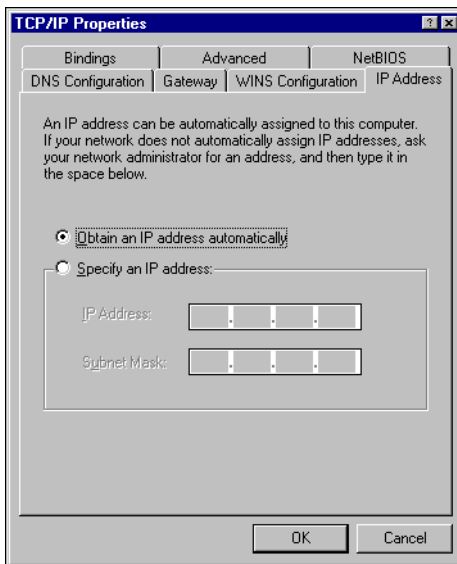 TCP/IP Properties
Bindings Advanced NetBIOS
DNS Configuration Gateway WINS Configuration IP Address
An IP address can be automatically assigned to this computer.
If your network does not automatically assign IP addresses, ask
your network administrator for an address, and then type it in
the space below.
Obtain an IP address automatically
Specify an IP address:
IP Address:
Subnet Mask:
OK Cancel